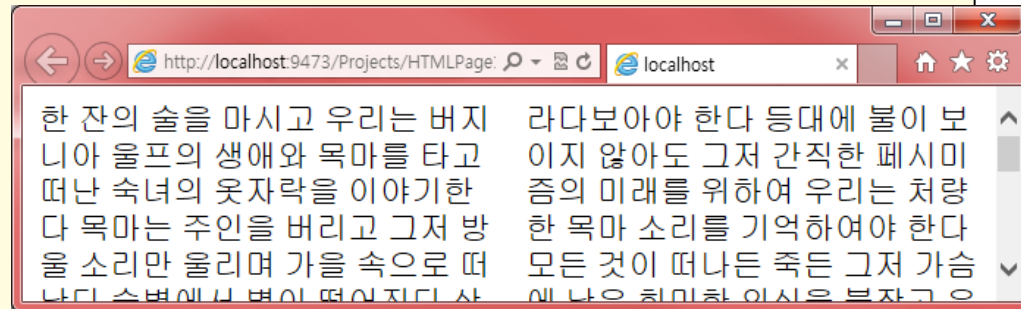 http://localhost:9473/Projects/HTMLPage
localhost
한 잔의 술을 마시고 우리는 버지
니아 울프의 생애와 목마를 타고
떠난 숙녀의 옷자락을 이야기한
다 목마는 주인을 버리고 그저 방
울 소리만 울리며 가을 속으로 떠
라다보아야 한다 등대에 불이 보
이지 않아도 그저 간직한 페시미
즘의 미래를 위하여 우리는 처량
한 목마 소리를 기억하여야 한다
모든 것이 떠나든 죽든 그저 가슴